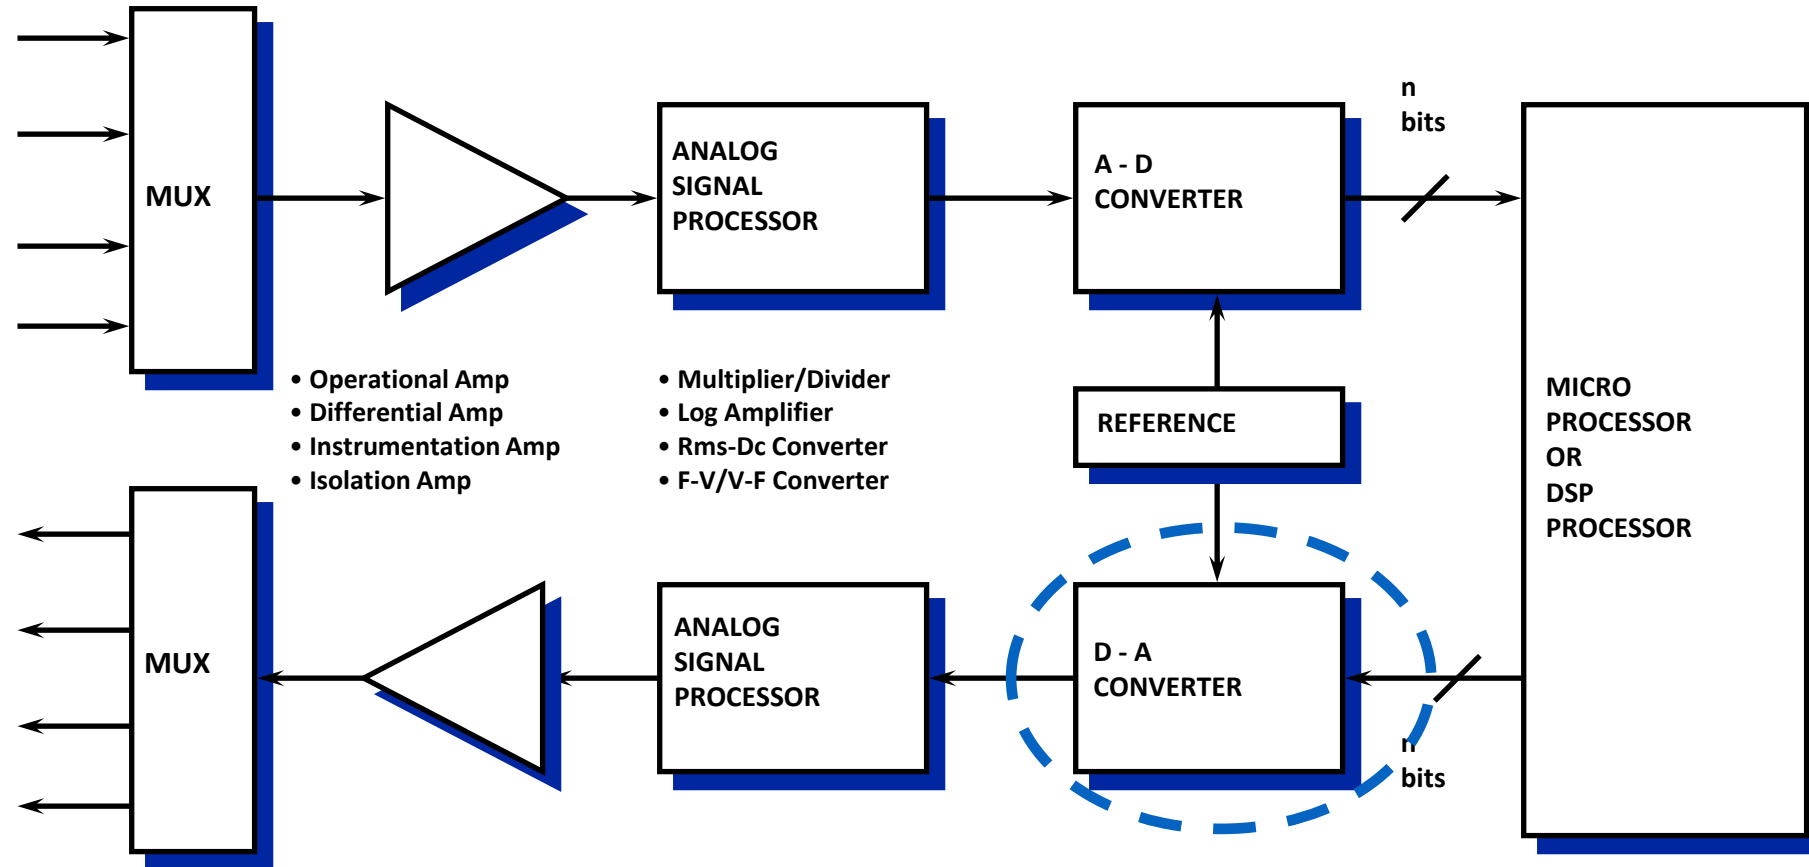 n
bits
MUX
ANALOG
SIGNAL
PROCESSOR
A - D
CONVERTER
• Operational Amp
• Differential Amp
• Instrumentation Amp
• Isolation Amp
• Multiplier/Divider
• Log Amplifier
• Rms-Dc Converter
• F-V/V-F Converter
REFERENCE
MICRO
PROCESSOR
OR
DSP
PROCESSOR
MUX
ANALOG
SIGNAL
PROCESSOR
D - A
CONVERTER
n
bits